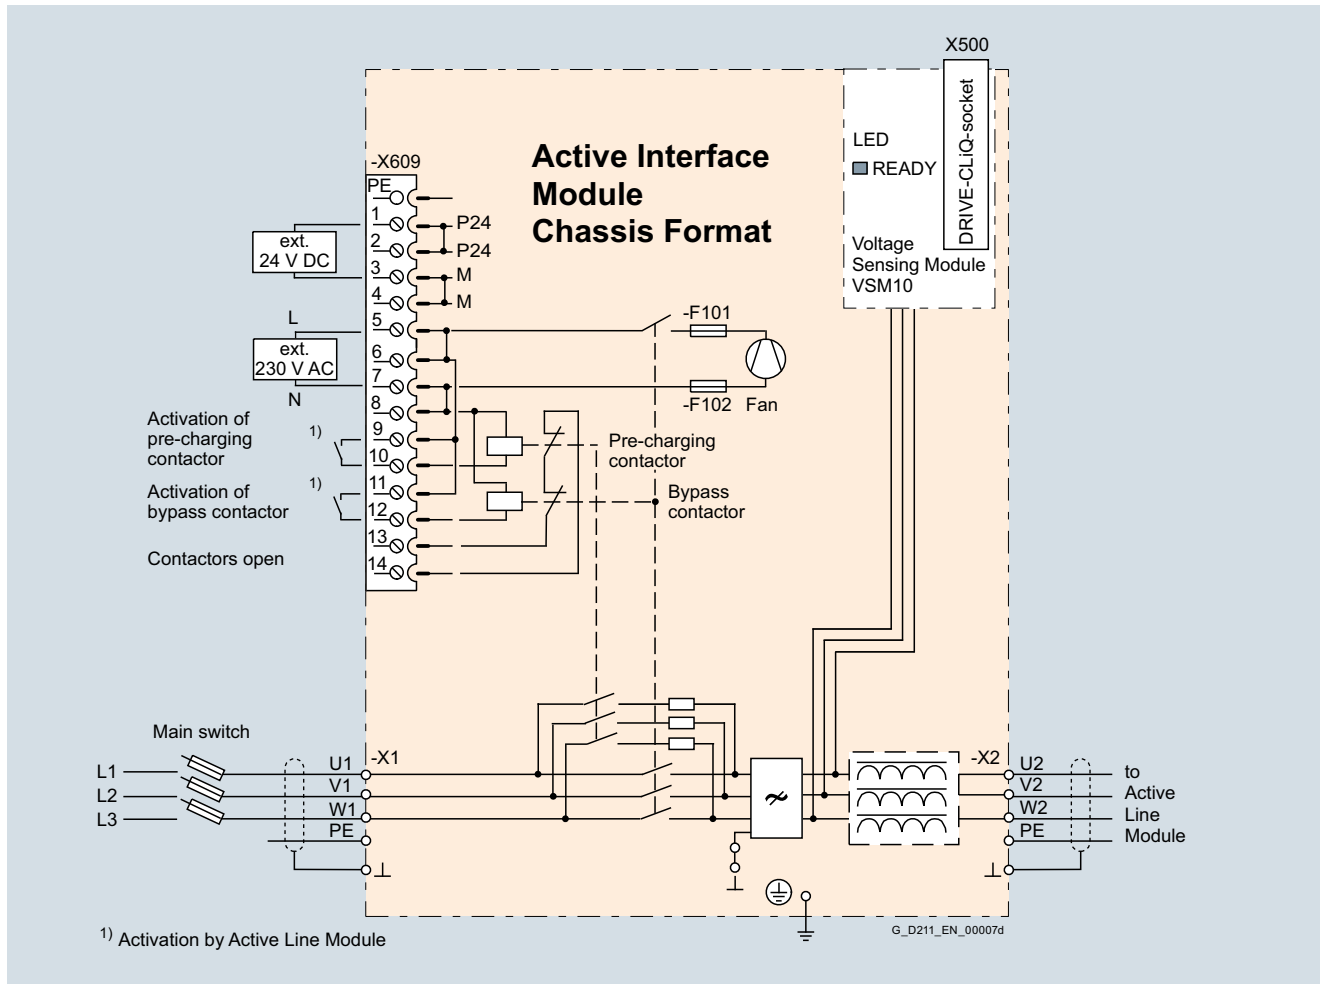 X500
DRIVE-CLiQ-socket
LED
READY
Voltage
Sensing Module
VSM10
Active Interface
Module
Chassis Format
-X609
PE
1
2
3
4
5
6
7
8
9
10
11
12
13
14
P24
P24
M
M
ext.
24 V DC
L
ext.
230 V AC
N
-F101
-F102
Fan
Activation of
pre-charging
contactor
1)
Activation of
bypass contactor
1)
Contactors open
Pre-charging
contactor
Bypass
contactor
Main switch
L1
L2
L3
U1
V1
W1
PE
-X1
-X2
U2
V2
W2
PE
to
Active
Line
Module
1) Activation by Active Line Module
G_D211_EN_00007d